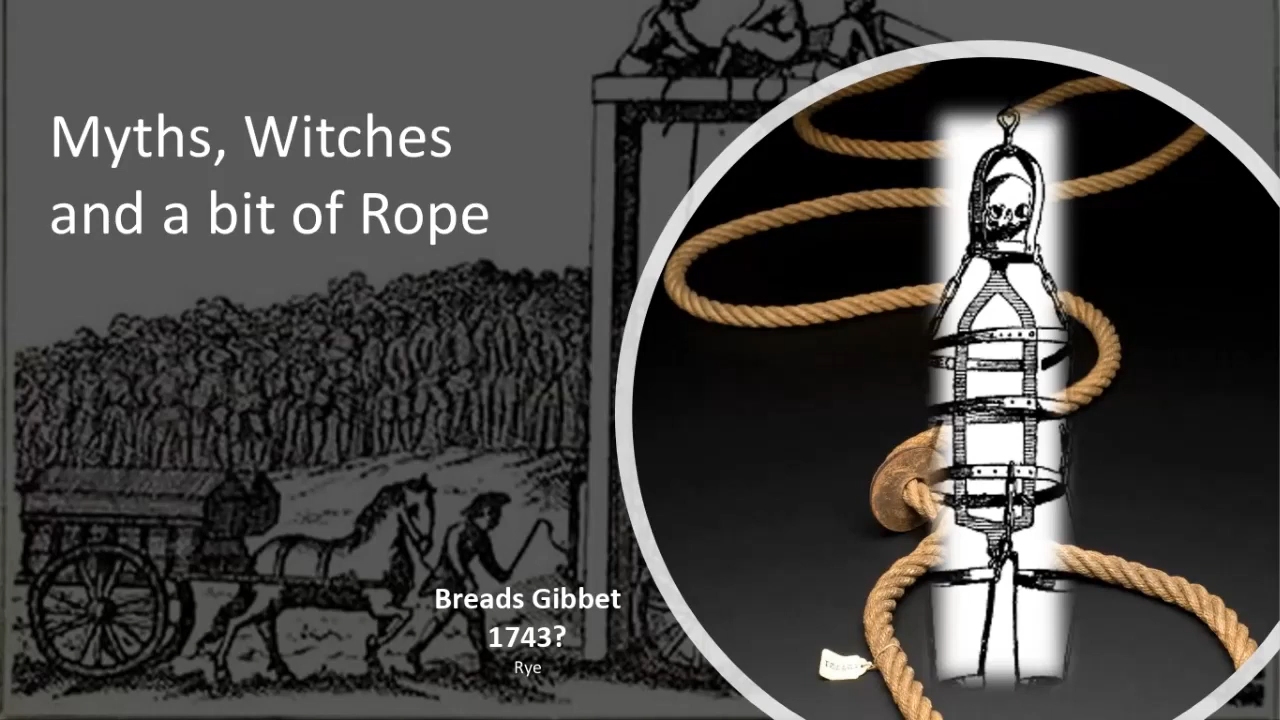 Myths, Witches
and a bit of Rope
Breads Gibbet
1743?
Rye